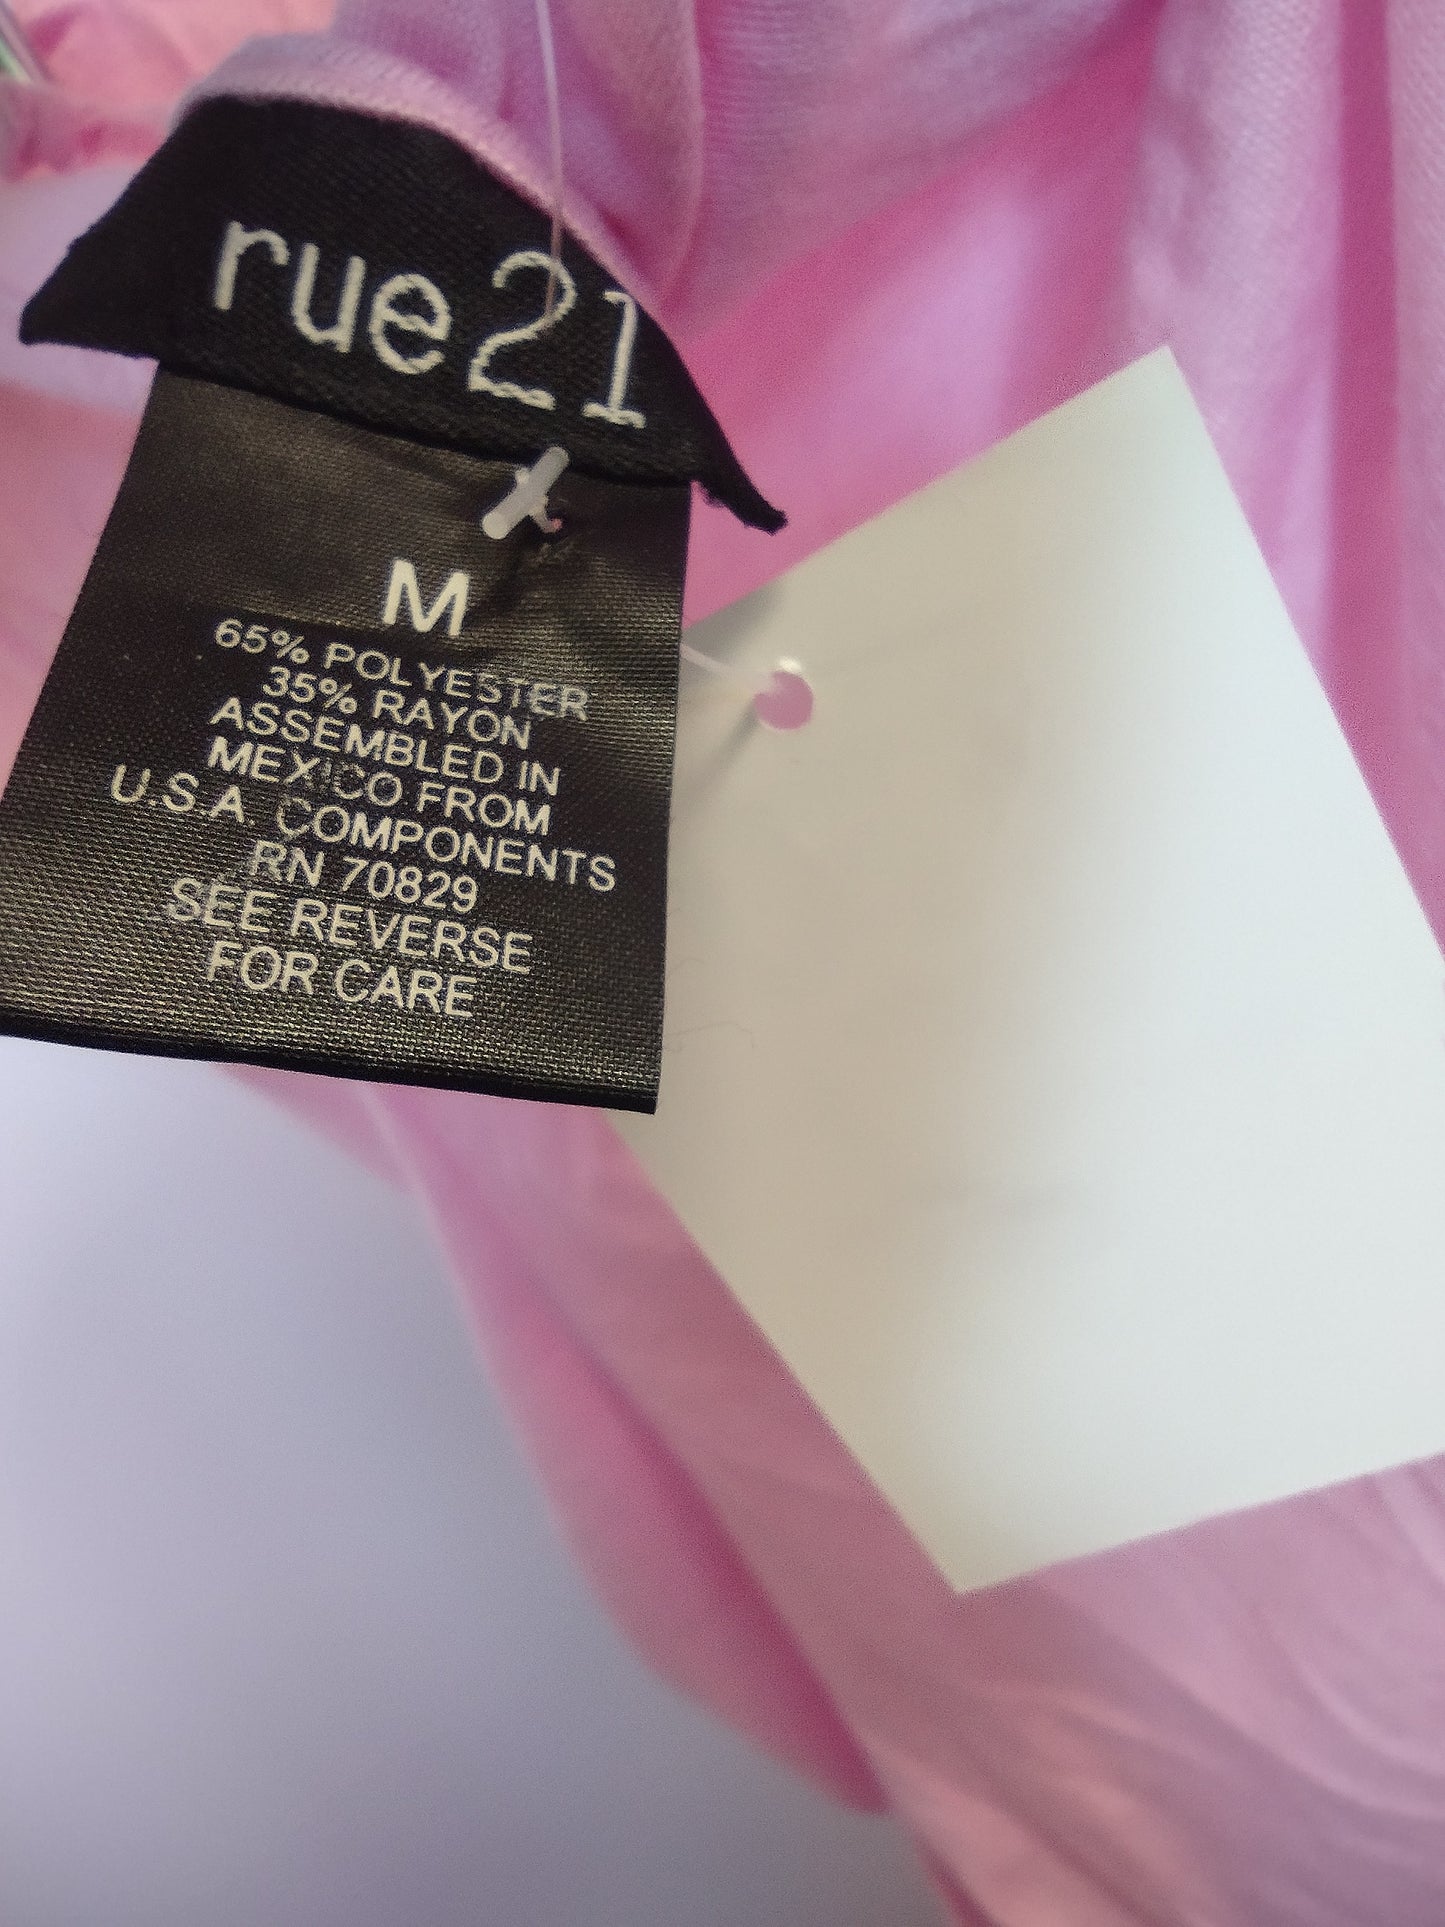 rue21
M
65% POLYESTER
35% RAYON
ASSEMBLED IN
MEXICO FROM
U.S.A COMPONENTS
RN 70829
SEE REVERSE
FOR CARE